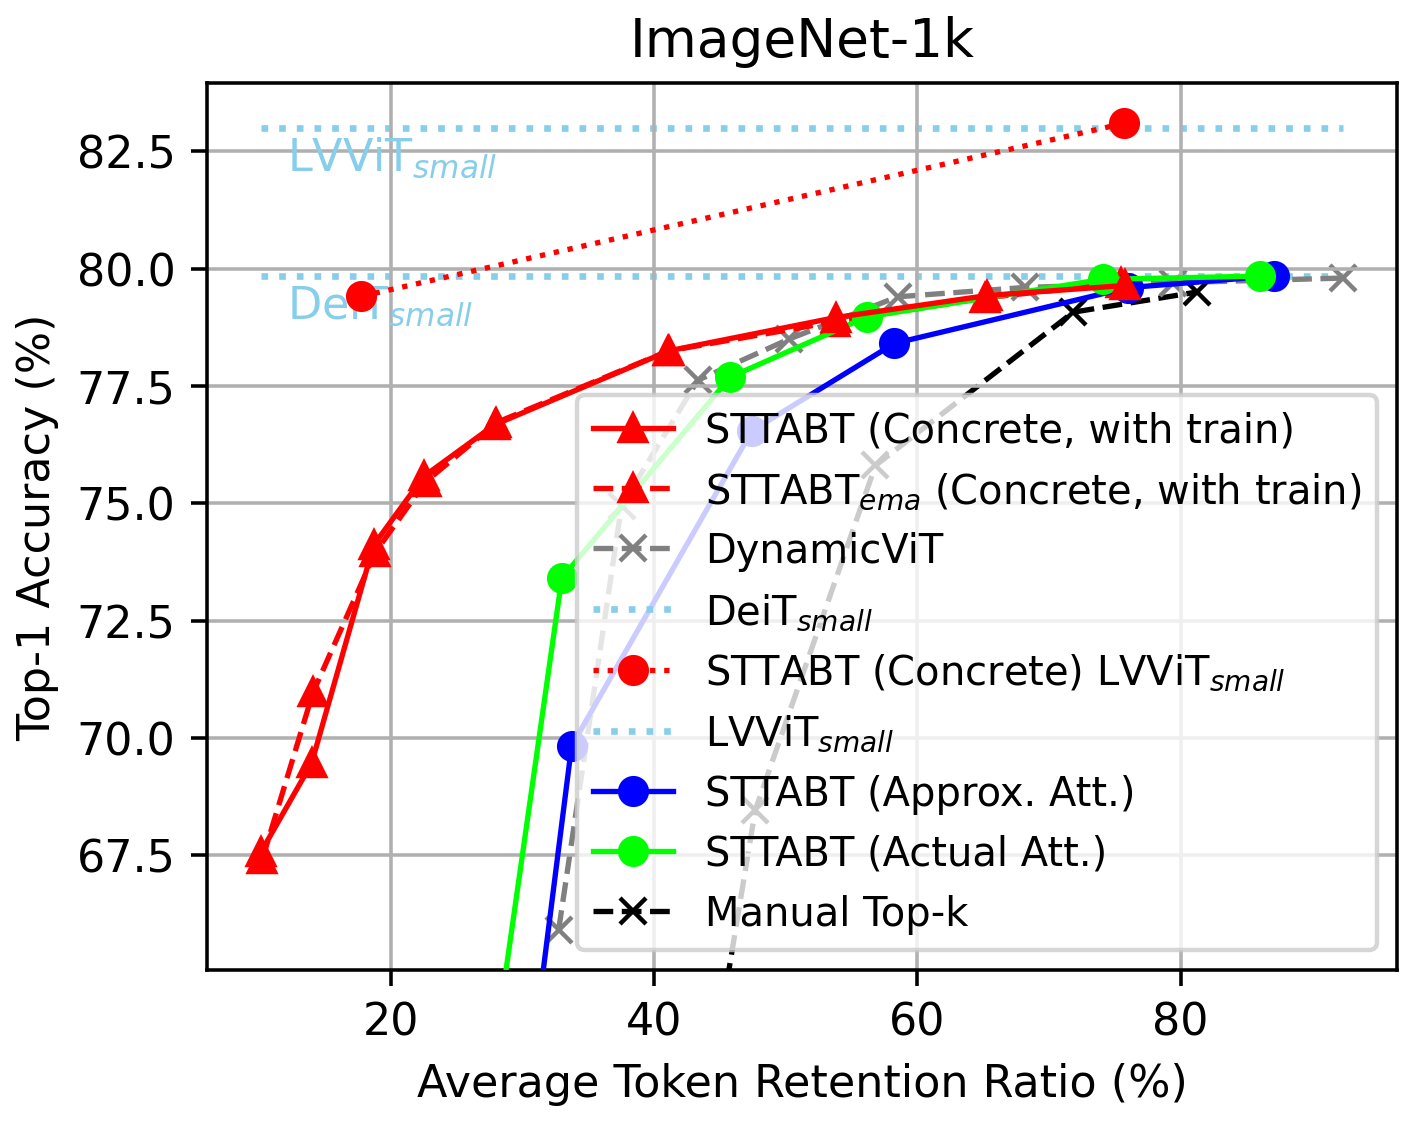 ImageNet-1k
82.5
80.0
77.5
75.0
72.5
70.0
67.5
Top-1 Accuracy (%)
LVViTsmall
DeiTsmall
STTABT (Concrete, with train)
STTABTema (Concrete, with train)
DynamicViT
DeiTsmall
STTABT (Concrete) LVViTsmall
LVViTsmall
STTABT (Approx. Att.)
STTABT (Actual Att.)
Manual Top-k
20 40 60 80
Average Token Retention Ratio (%)